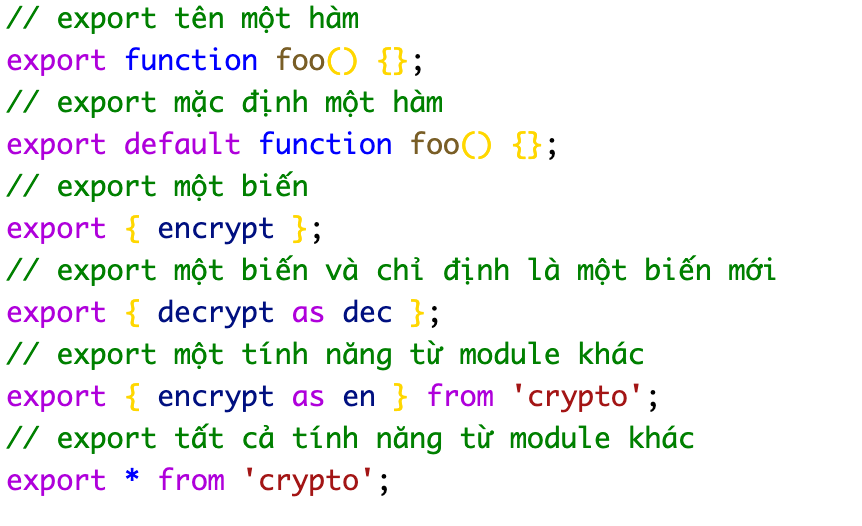 // export tên một hàm
export function foo() {};
// export mặc định một hàm
export default function foo() {};
// export một biến
export { encrypt };
// export một biến và chỉ định là một biến mới
export { decrypt as dec };
// export một tính năng từ module khác
export { encrypt as en } from 'crypto';
// export tất cả tính năng từ module khác
export * from 'crypto';